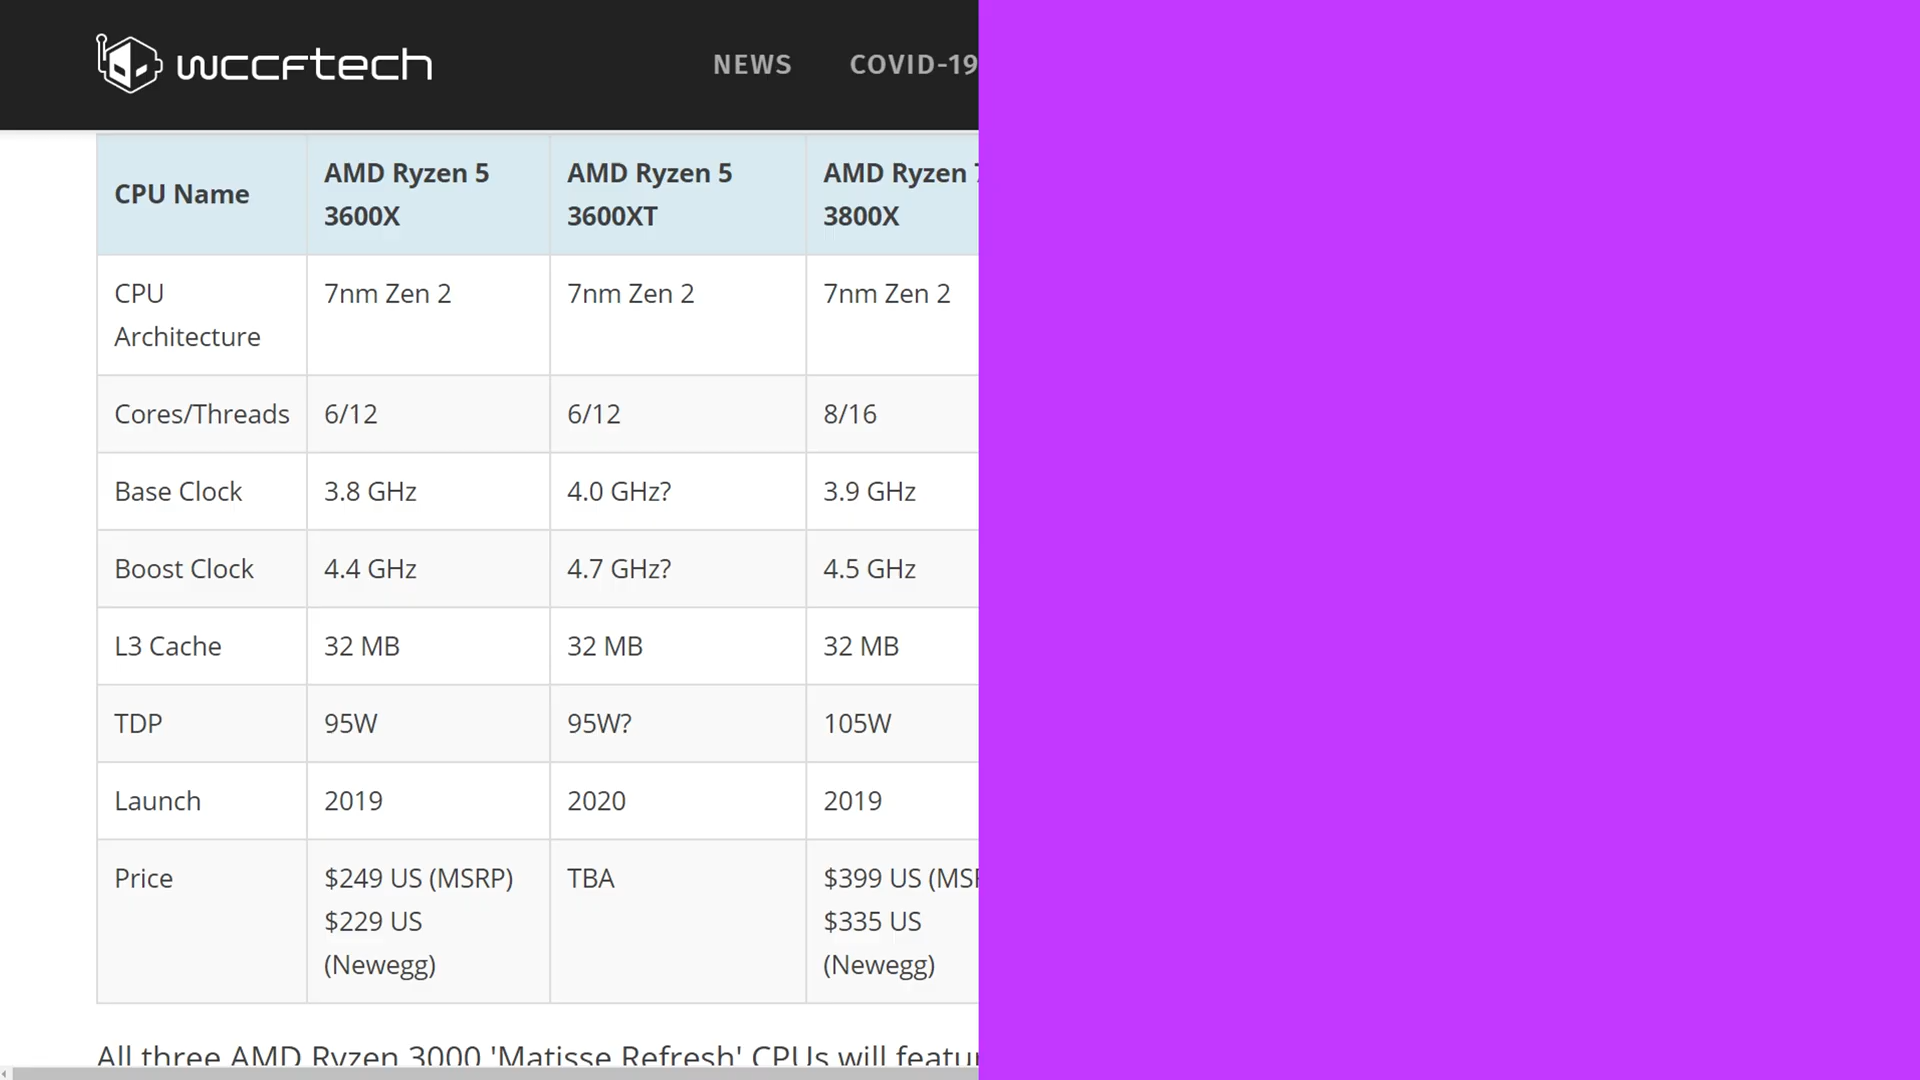 wccftech
NEWS COVID-19
CPU Name AMD Ryzen 5 3600X AMD Ryzen 5 3600XT AMD Ryzen 3800X
CPU Architecture 7nm Zen 2 7nm Zen 2 7nm Zen 2
Cores/Threads 6/12 6/12 8/16
Base Clock 3.8 GHz 4.0 GHz? 3.9 GHz
Boost Clock 4.4 GHz 4.7 GHz? 4.5 GHz
L3 Cache 32 MB 32 MB 32 MB
TDP 95W 95W? 105W
Launch 2019 2020 2019
Price $249 US (MSRP) TBA $399 US
$229 US $335 US
(Newegg) (Newegg)
All three AMD Ryzen 3000 'Matisse Refresh' CPUs will